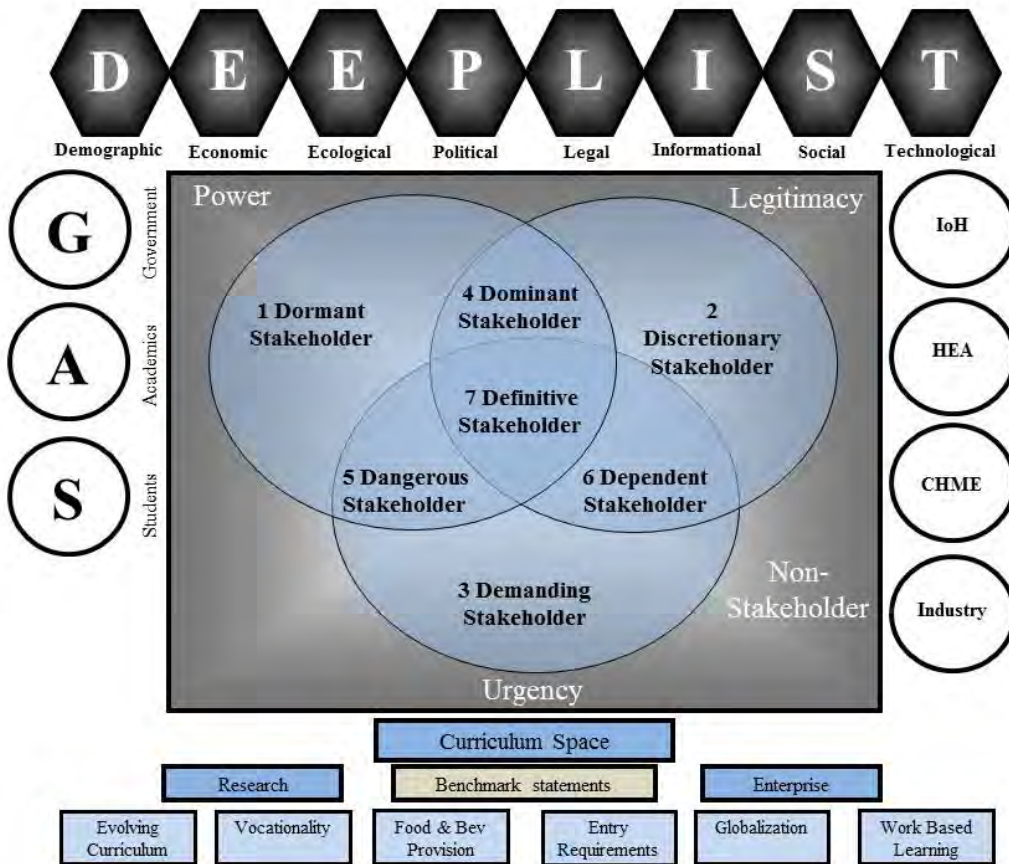 D E E P L I S T
Demographic Economic Ecological Political Legal Informational Social Technological
G
Government
A
Academics
S
Students
Power
Legitimacy
1 Dormant
Stakeholder
4 Dominant
Stakeholder
2
Discretionary
Stakeholder
7 Definitive
Stakeholder
5 Dangerous
Stakeholder
6 Dependent
Stakeholder
3 Demanding
Stakeholder
Non-
Stakeholder
Urgency
IoH
HEA
CHME
Industry
Curriculum Space
Research
Benchmark statements
Enterprise
Evolving
Curriculum
Vocationality
Food & Bev
Provision
Entry
Requirements
Globalization
Work Based
Learning